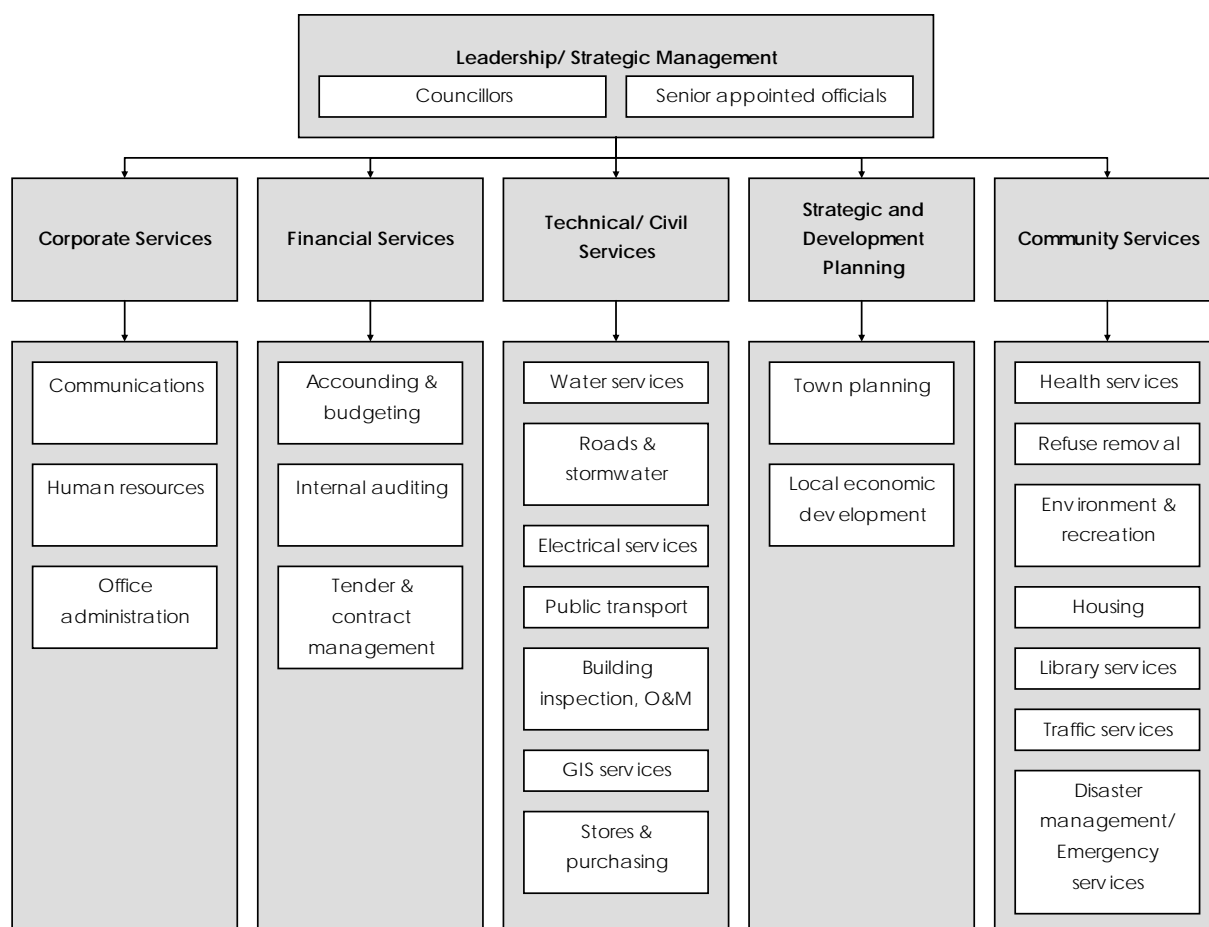 Leadership/ Strategic Management
Councillors
Senior appointed officials
Corporate Services
Financial Services
Technical/ Civil
Services
Strategic and
Development
Planning
Community Services
Communications
Human resources
Office
administration
Accounding &
budgeting
Internal auditing
Tender &
contract
management
Water services
Roads &
stormwater
Electrical services
Public transport
Building
inspection, O&M
GIS services
Stores &
purchasing
Town planning
Local economic
development
Health services
Refuse removal
Environment &
recreation
Housing
Library services
Traffic services
Disaster
management/
Emergency
services